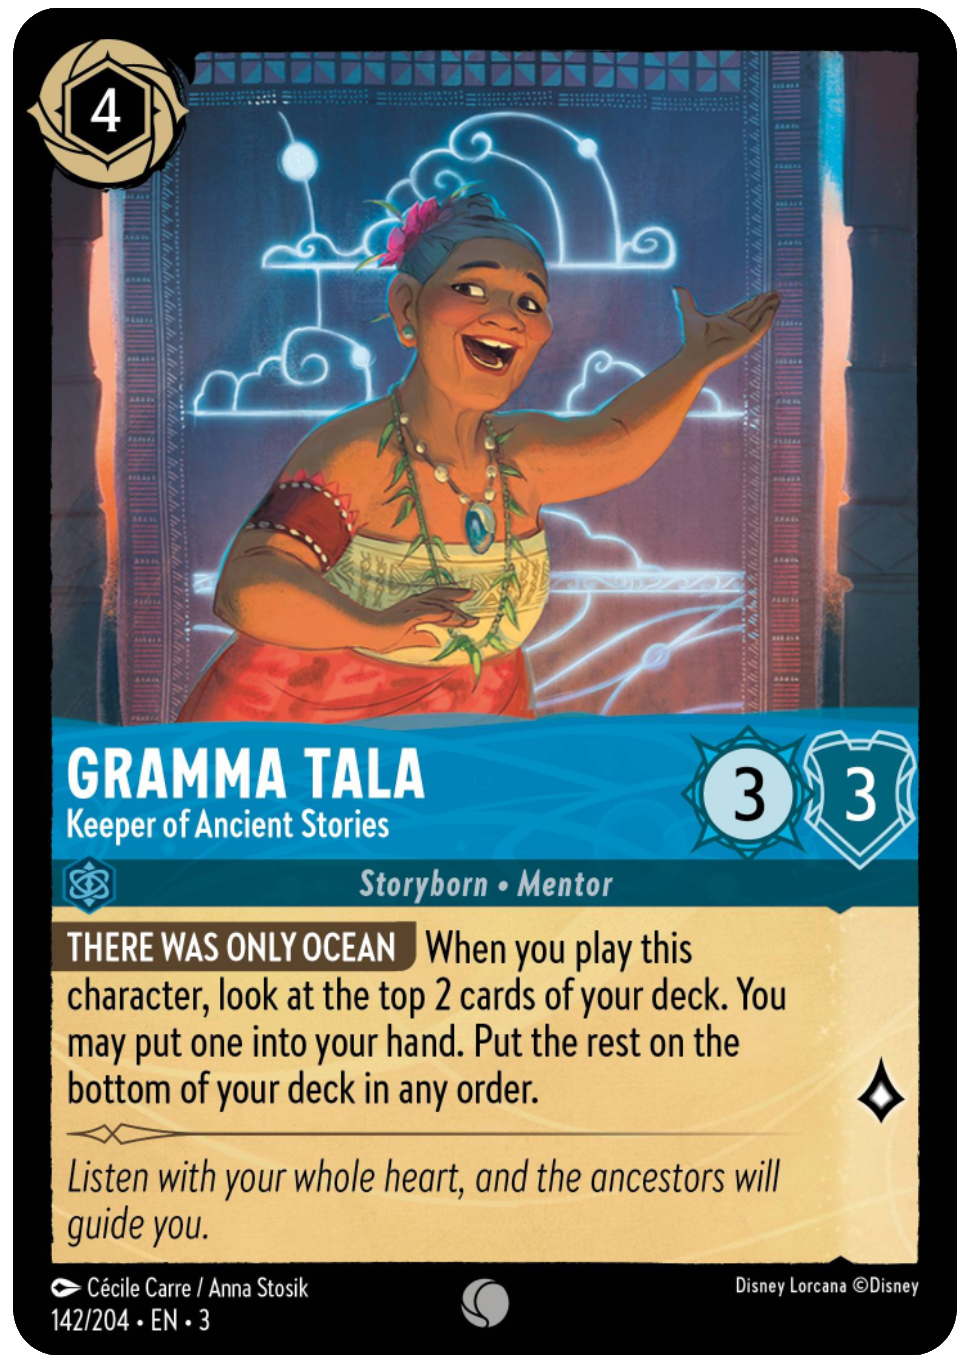 4
GRAMMA TALA
Keeper of Ancient Stories
3
3
Storyborn • Mentor
THERE WAS ONLY OCEAN When you play this
character, look at the top 2 cards of your deck. You
may put one into your hand. Put the rest on the
bottom of your deck in any order.
Listen with your whole heart, and the ancestors will
guide you.
Cécile Carre / Anna Stosik
Disney Lorcana ©Disney
142/204 • EN • 3